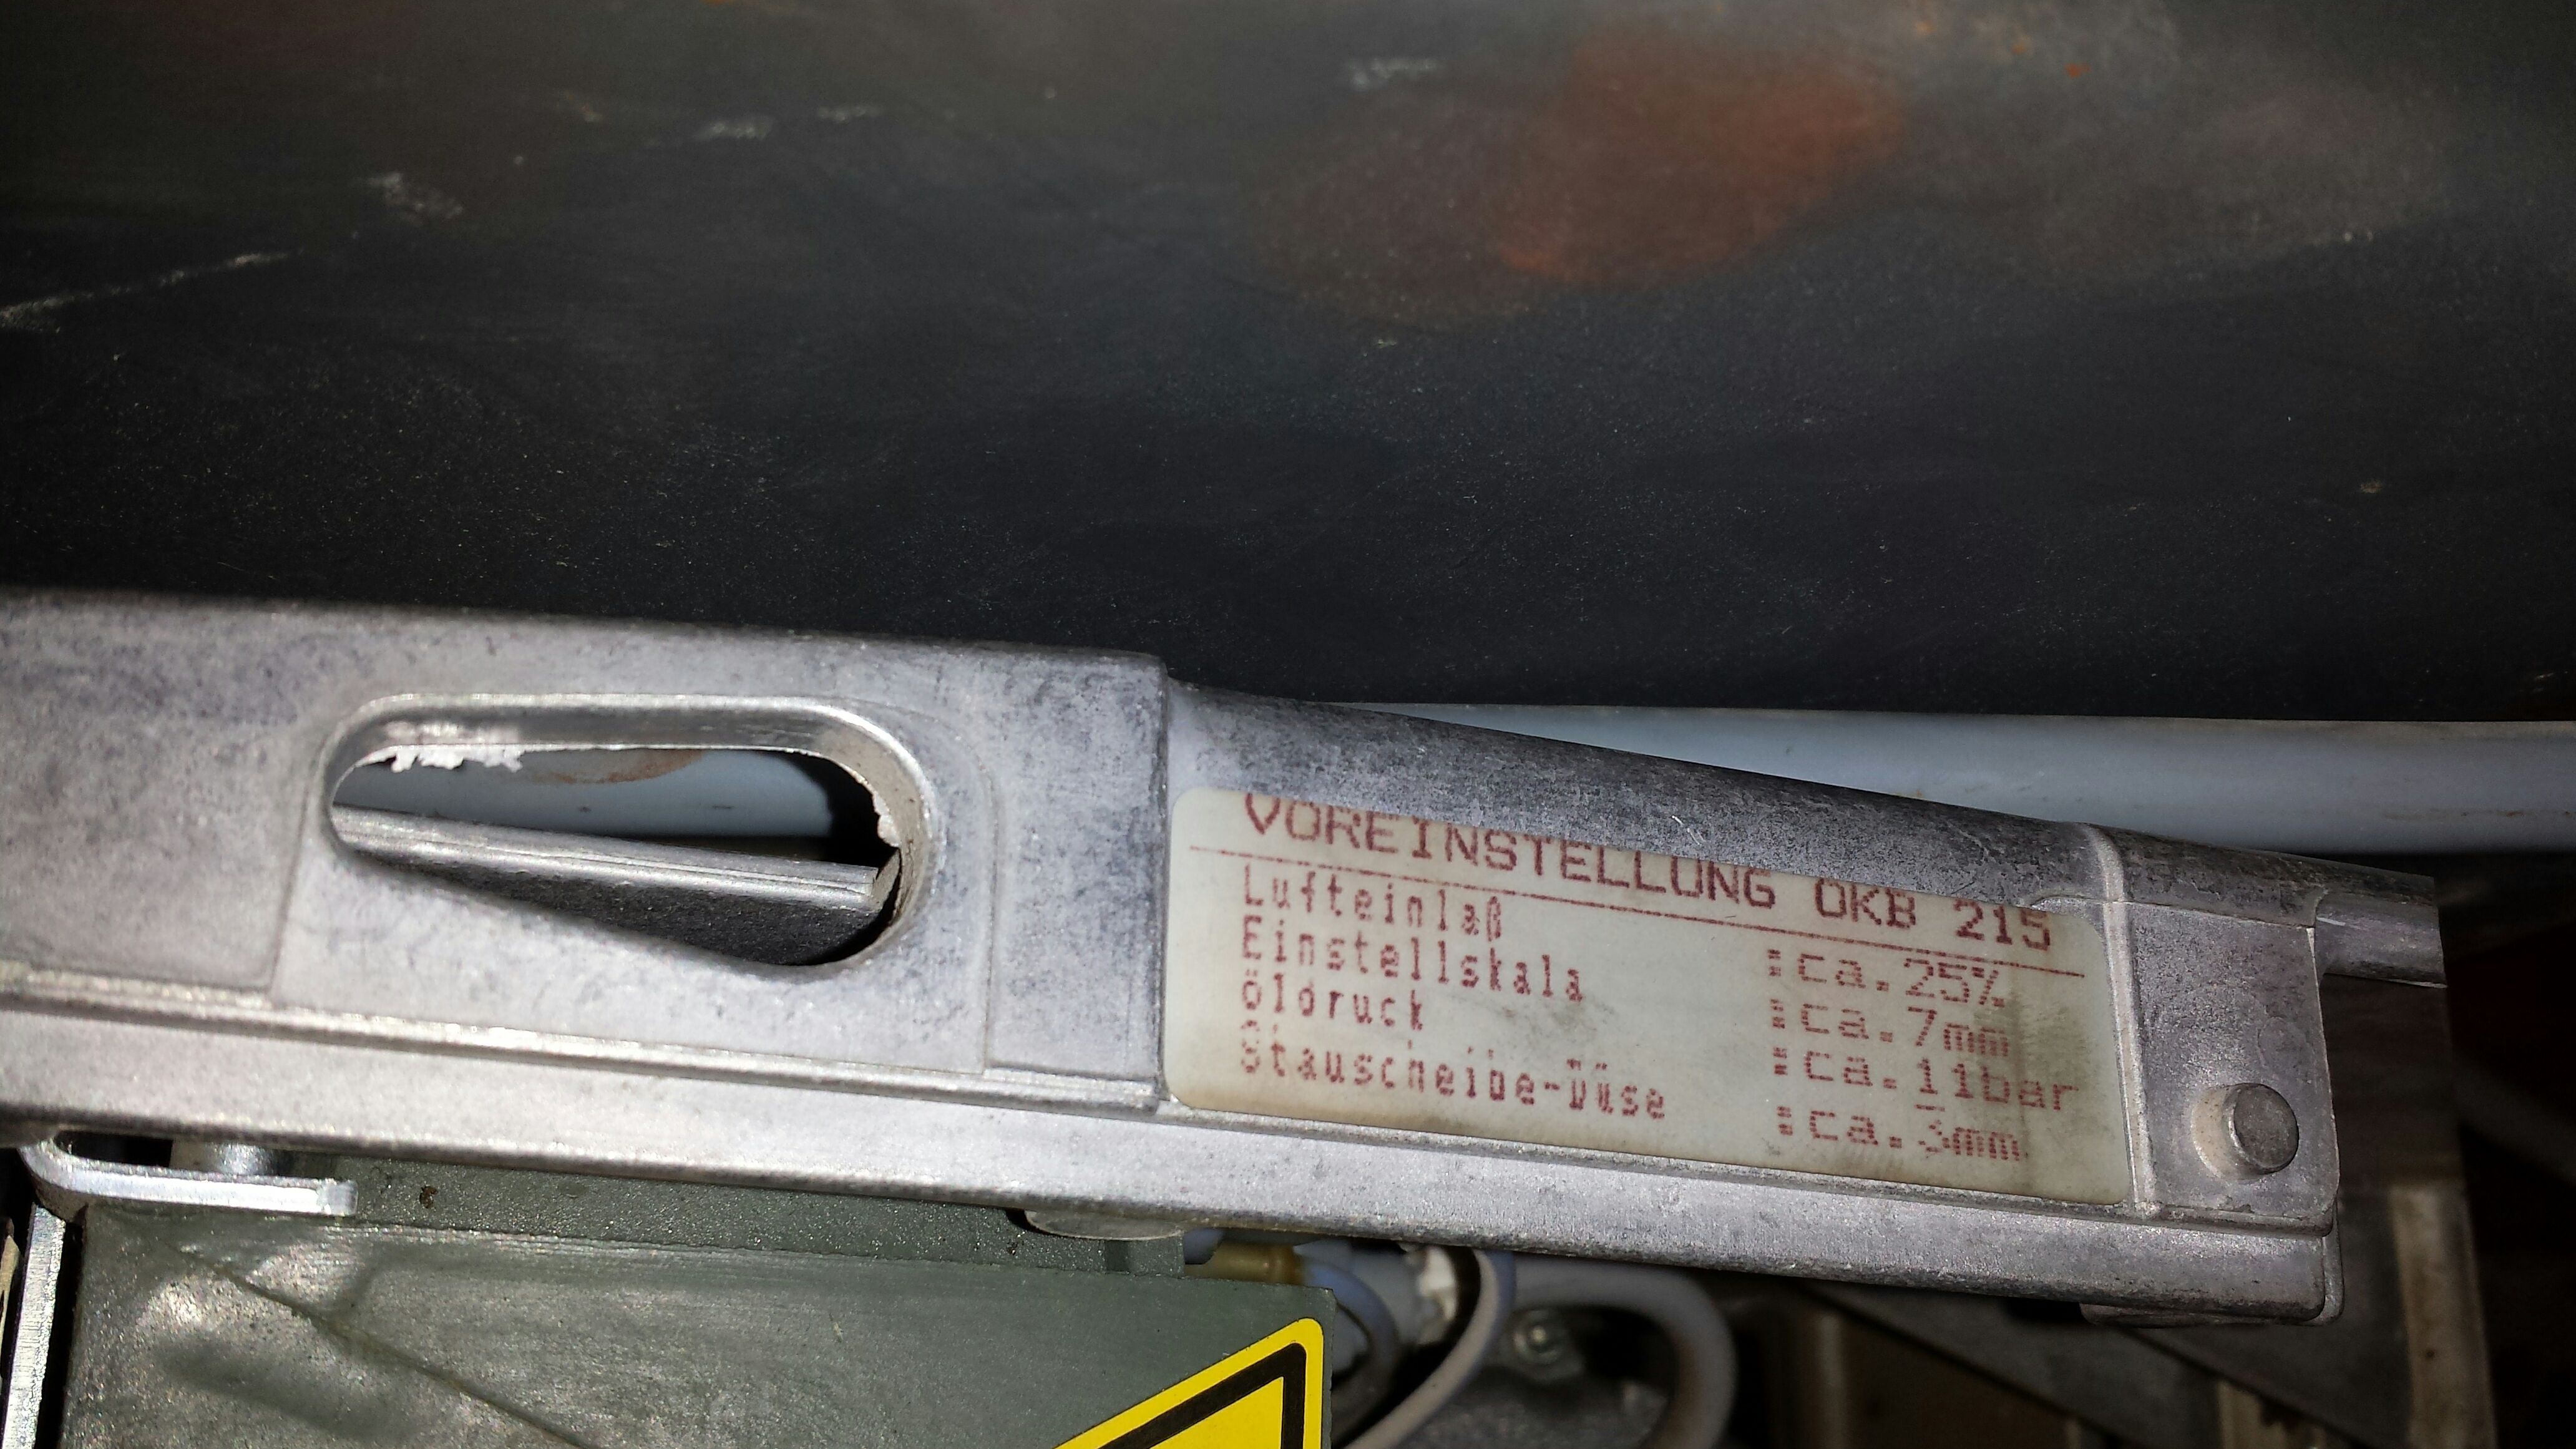 VOREINSTELLUNG OKB 215
Lufteinlaß :ca.25%
Einstellskala :ca.7mm
Öldruck :ca.11bar
Stauscheibe-Düse :ca.3mm